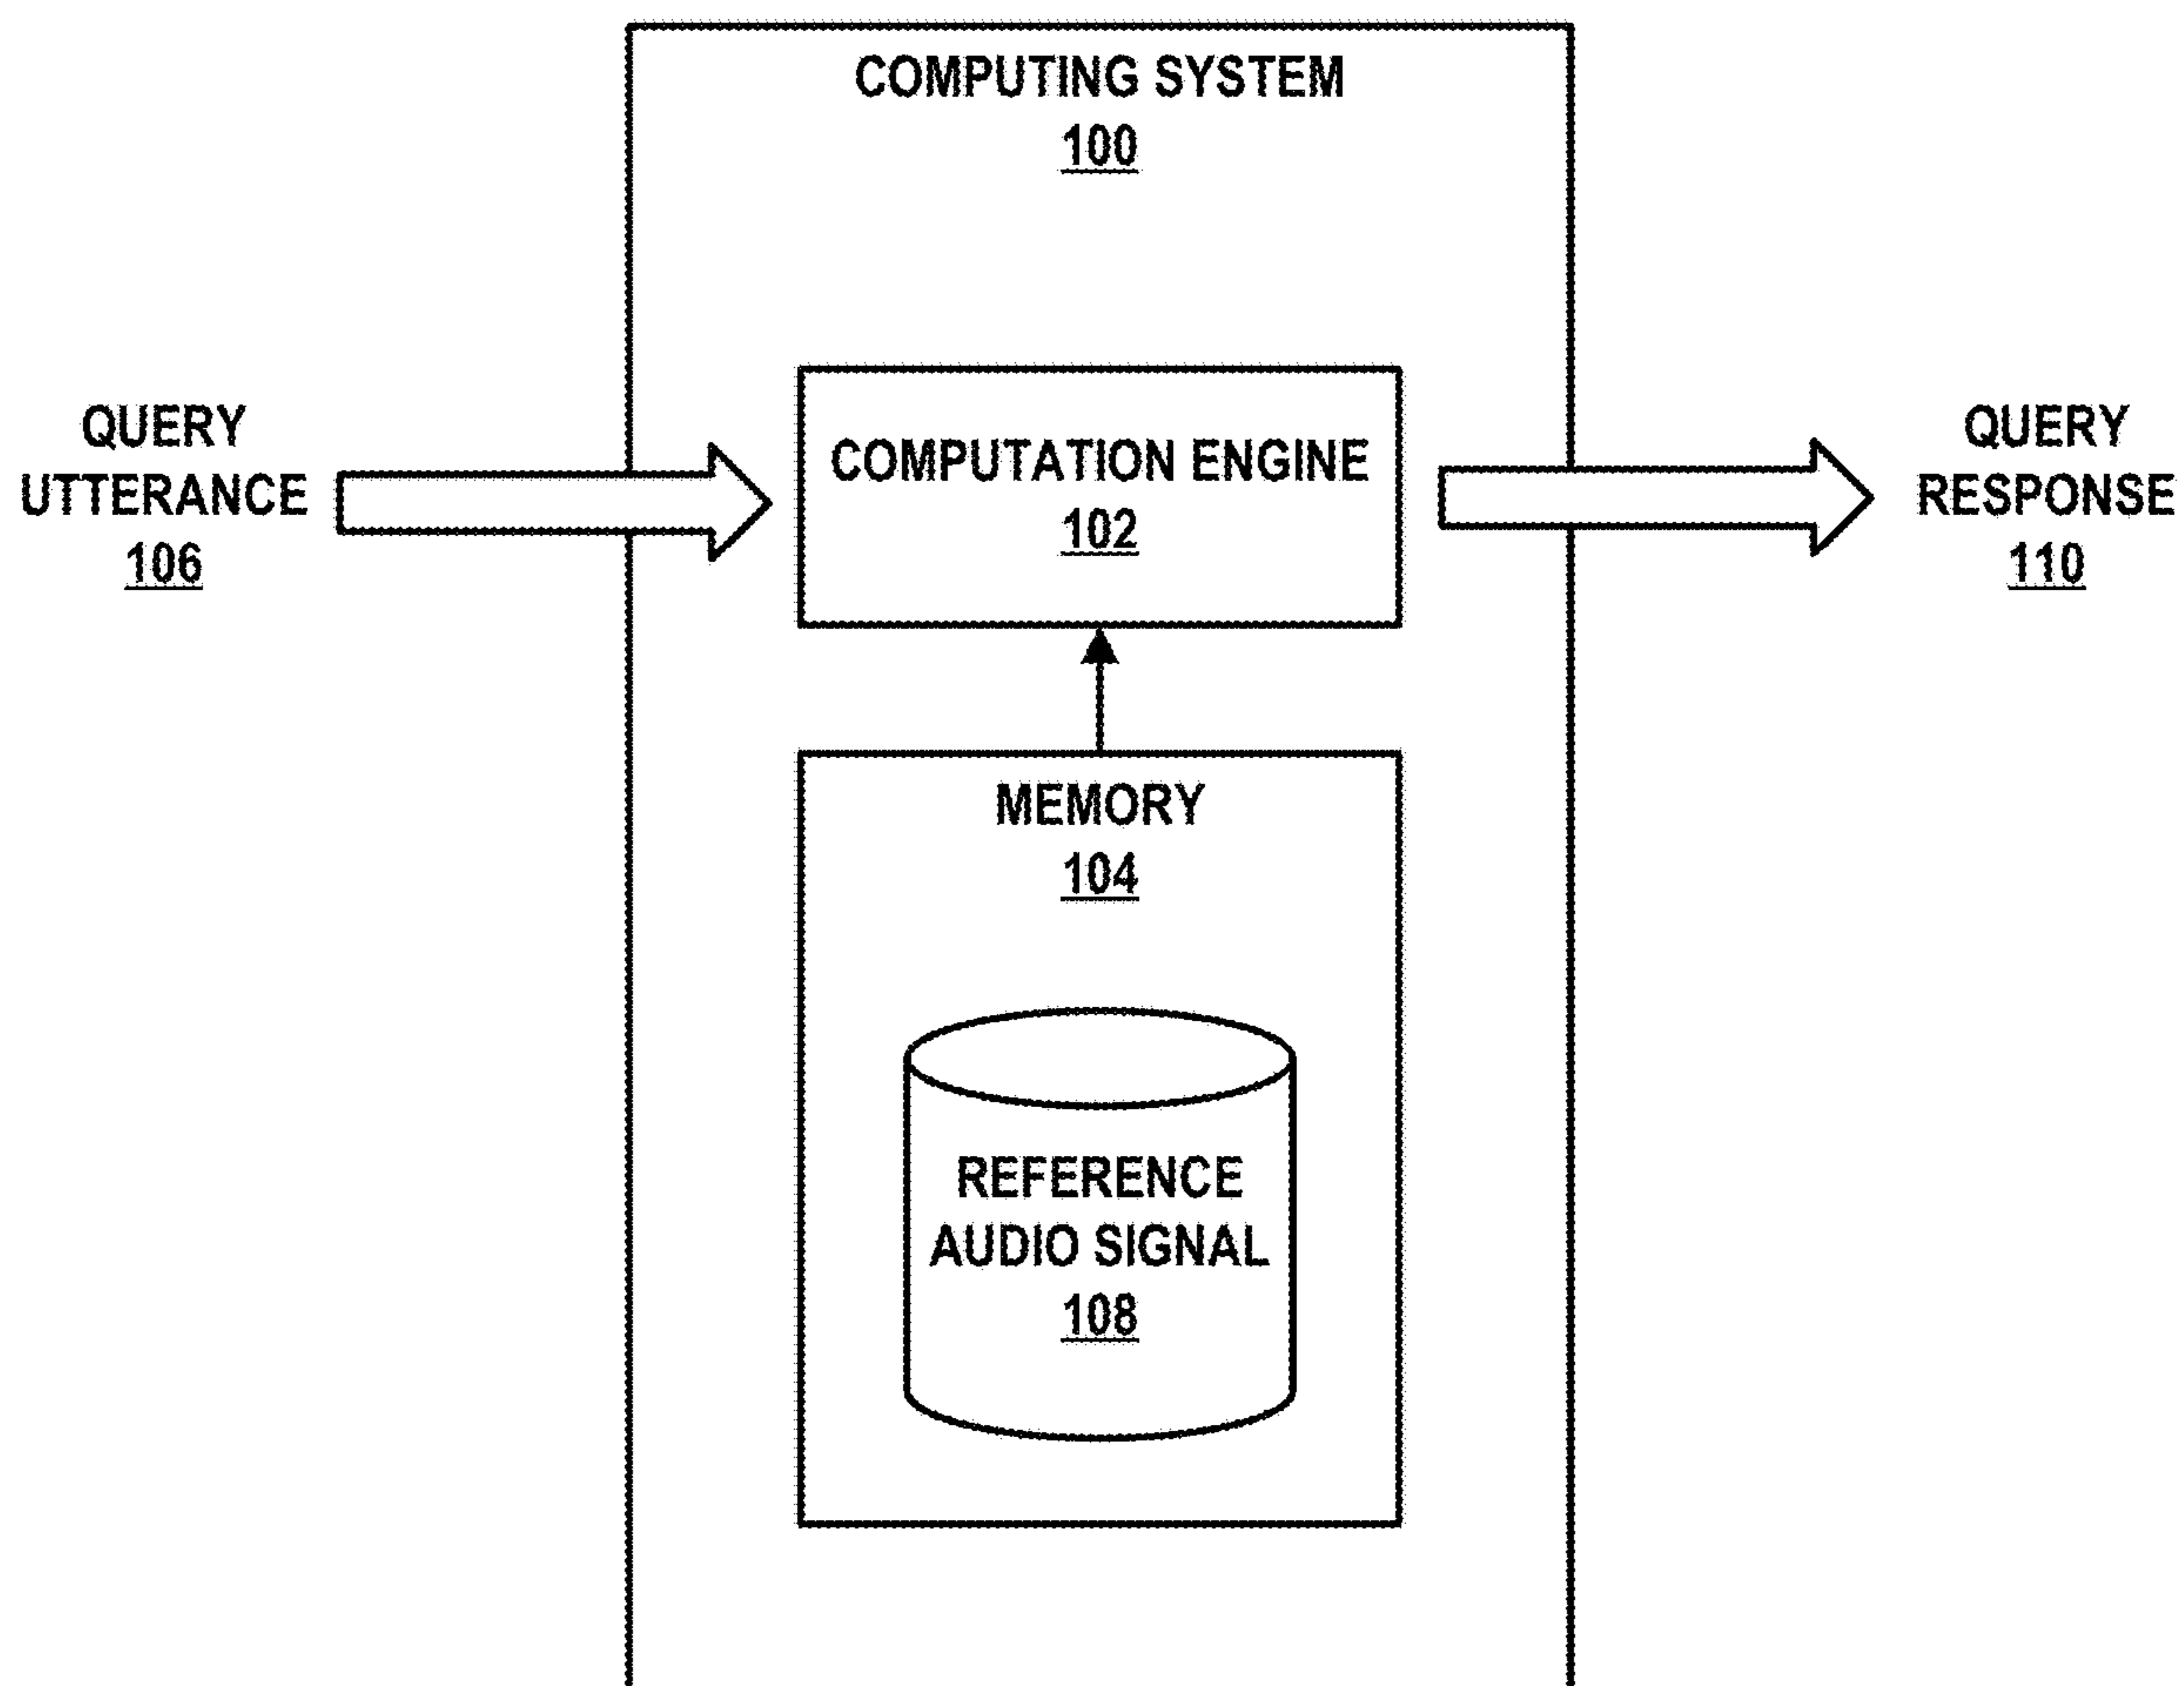 COMPUTING SYSTEM
100
QUERY
UTTERANCE
106
COMPUTATION ENGINE
102
QUERY
RESPONSE
110
MEMORY
104
REFERENCE
AUDIO SIGNAL
108